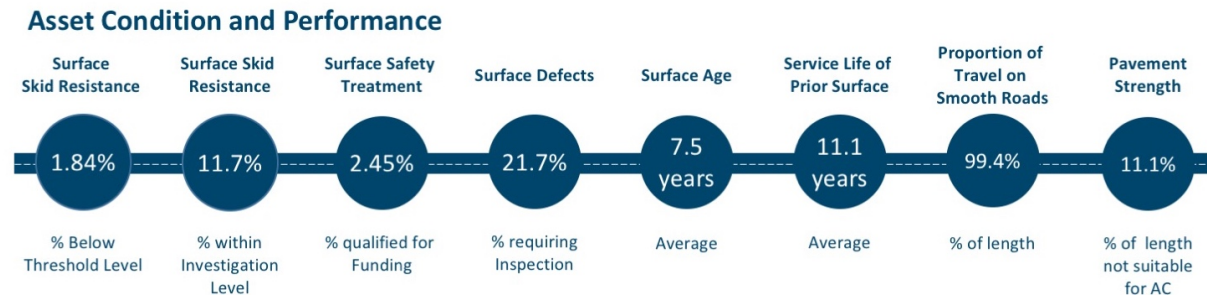 Asset Condition and Performance
Surface
Skid Resistance
Surface Skid
Resistance
Surface Safety
Treatment
Surface Defects
Surface Age
Service Life of
Prior Surface
Proportion of
Travel on
Smooth Roads
Pavement
Strength
1.84%
11.7%
2.45%
21.7%
7.5
years
11.1
years
99.4%
11.1%
% Below
Threshold Level
% within
Investigation
Level
% qualified for
Funding
% requiring
Inspection
Average
Average
% of length
% of length
not suitable
for AC